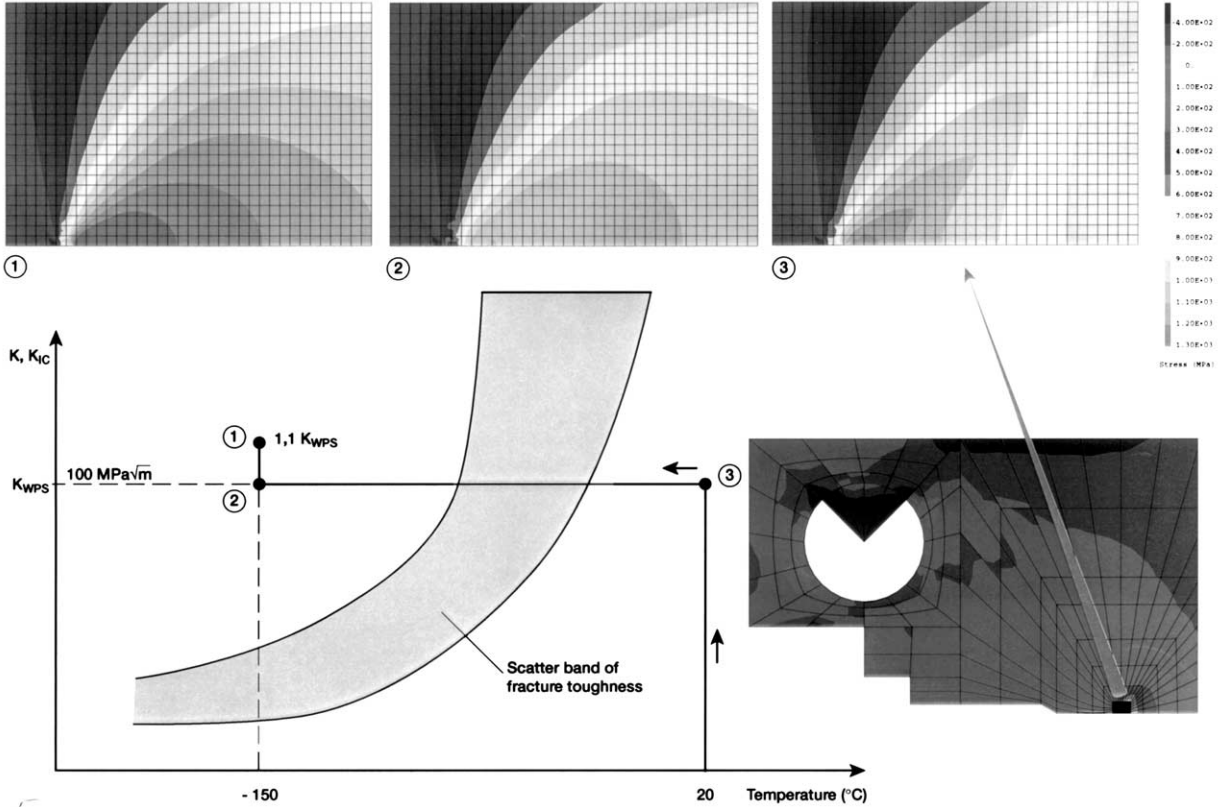 -4.00E+02
-2.00E+02
0.
1.00E+02
2.00E+02
3.00E+02
4.00E+02
5.00E+02
6.00E+02
7.00E+02
8.00E+02
9.00E+02
1.00E+03
1.10E+03
1.20E+03
1.30E+03
Stress (MPa)
1
2
3
K, KIC
1
1,1 KWPS
100 MPa√m
KWPS
2
3
Scatter band of
fracture toughness
- 150
20
Temperature (°C)